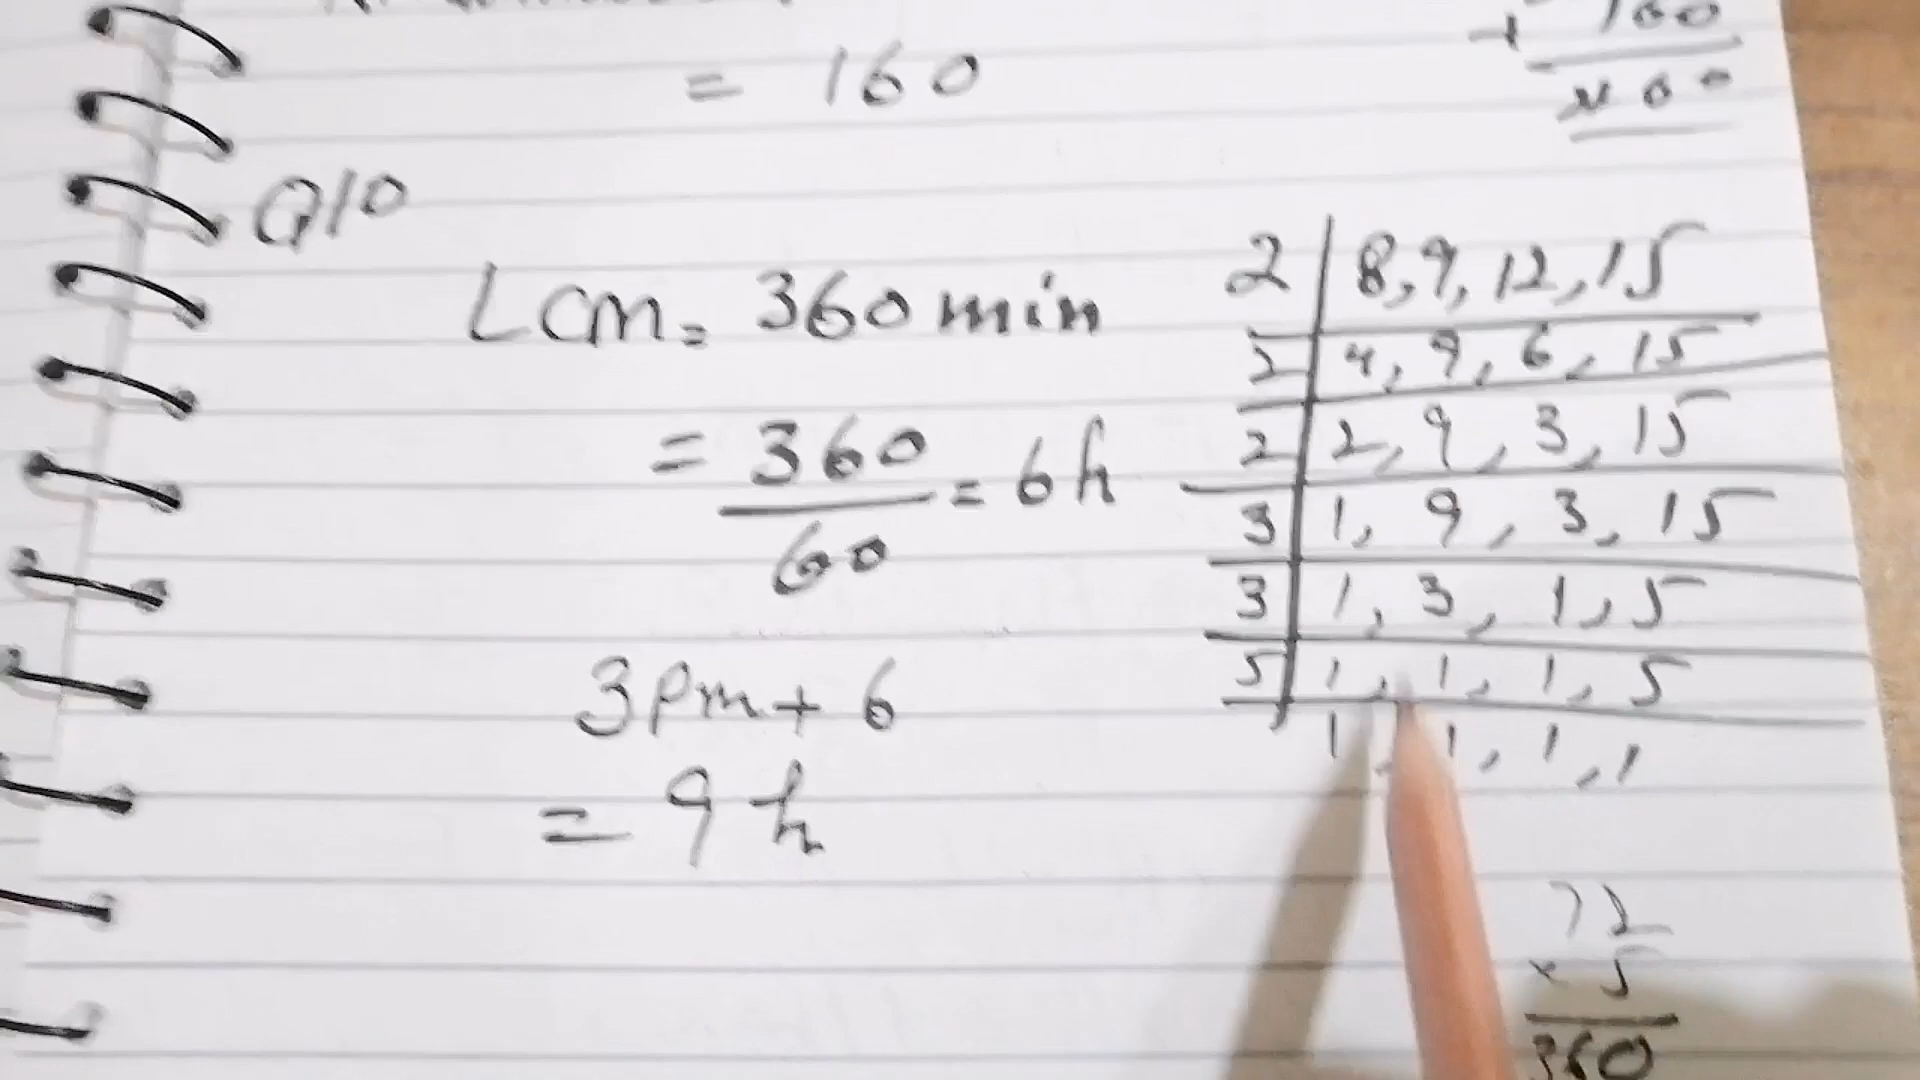 = 160
+ 160
Q10
LCM = 360 min
= 360
60
= 6h
3pm + 6
= 9 h
2 | 8, 9, 12, 15
2 | 4, 9, 6, 15
2 | 2, 9, 3, 15
3 | 1, 9, 3, 15
3 | 1, 3, 1, 5
5 | 1, 1, 1, 5
1, 1, 1, 1
72
× 5
360